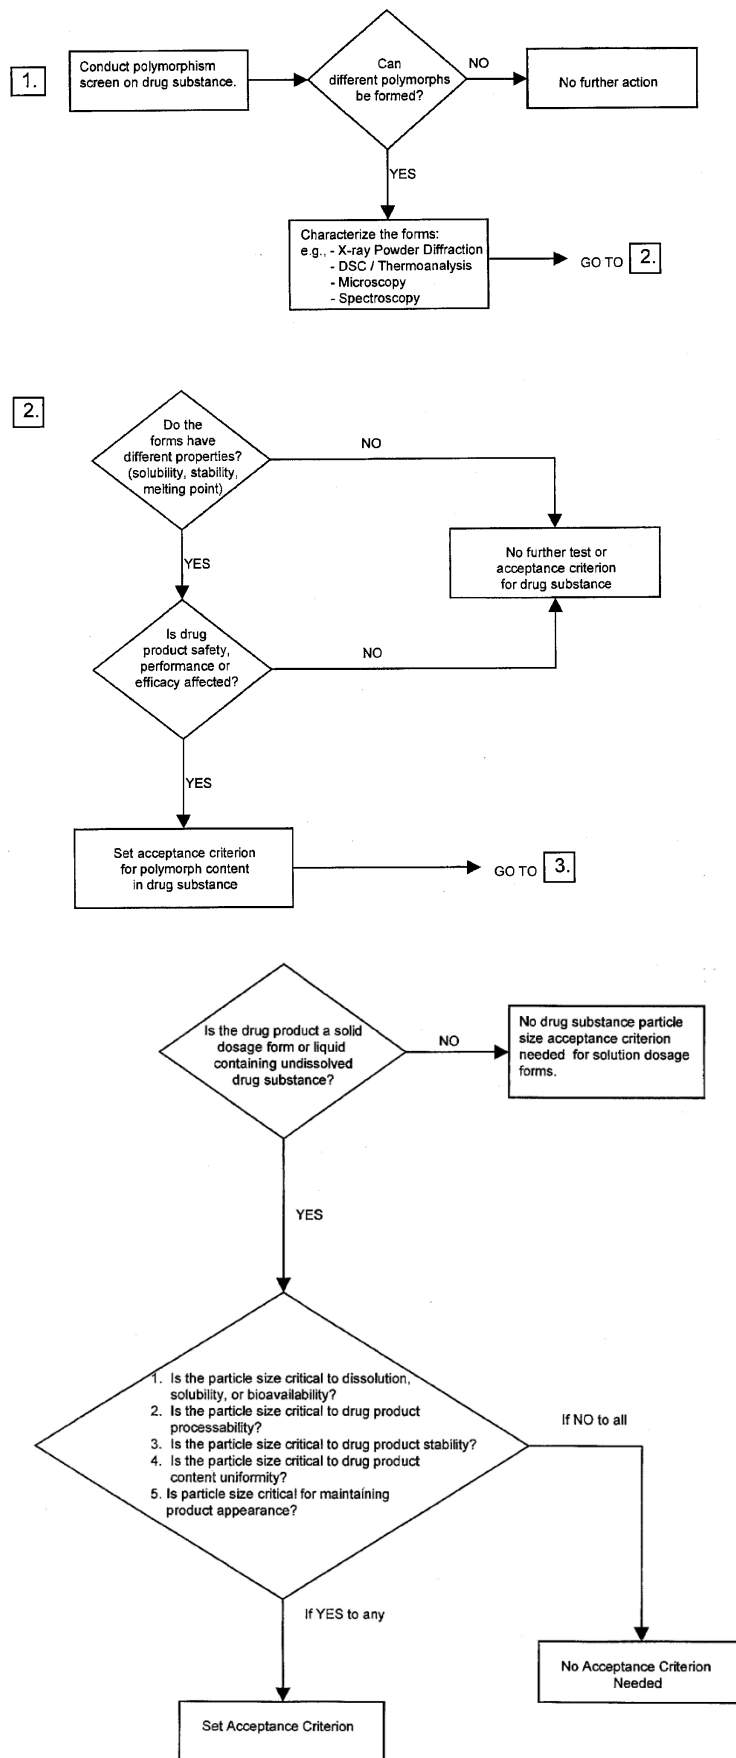 1.
Conduct polymorphism
screen on drug substance.
Can
different polymorphs
be formed?
NO
No further action
YES
Characterize the forms:
e.g., - X-ray Powder Diffraction
- DSC / Thermoanalysis
- Microscopy
- Spectroscopy
GO TO 2.
2.
Do the
forms have
different properties?
(solubility, stability,
melting point)
NO
No further test or
acceptance criterion
for drug substance
YES
Is drug
product safety,
performance or
efficacy affected?
NO
YES
Set acceptance criterion
for polymorph content
in drug substance
GO TO 3.
Is the drug product a solid
dosage form or liquid
containing undissolved
drug substance?
NO
No drug substance particle
size acceptance criterion
needed for solution dosage
forms.
YES
1. Is the particle size critical to dissolution,
solubility, or bioavailability?
2. Is the particle size critical to drug product
processability?
3. Is the particle size critical to drug product stability?
4. Is the particle size critical to drug product
content uniformity?
5. Is particle size critical for maintaining
product appearance?
If NO to all
If YES to any
No Acceptance Criterion
Needed
Set Acceptance Criterion